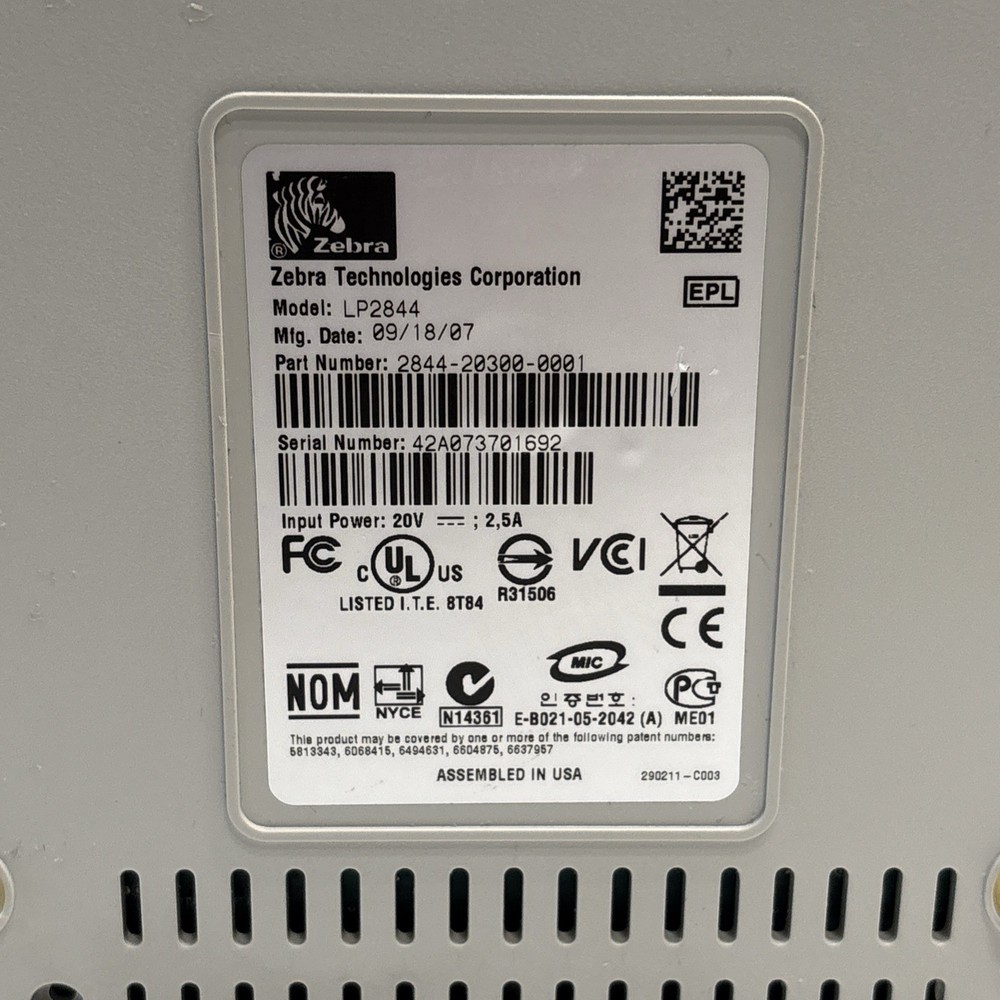 Zebra
®
EPL
Zebra Technologies Corporation
Model: LP2844
Mfg. Date: 09/18/07
Part Number: 2844-20300-0001
Serial Number: 42A073701692
Input Power: 20V ⎓ ; 2,5A
FC
C UL ® US
LISTED I.T.E. 8T84
R31506
VCI
CE
NOM
NYCE
N14361
MIC
인증번호:
E-B021-05-2042 (A)
PCT
ME01
This product may be covered by one or more of the following patent numbers:
5813343, 6068415, 6494631, 6604875, 6637957
ASSEMBLED IN USA
290211-C003